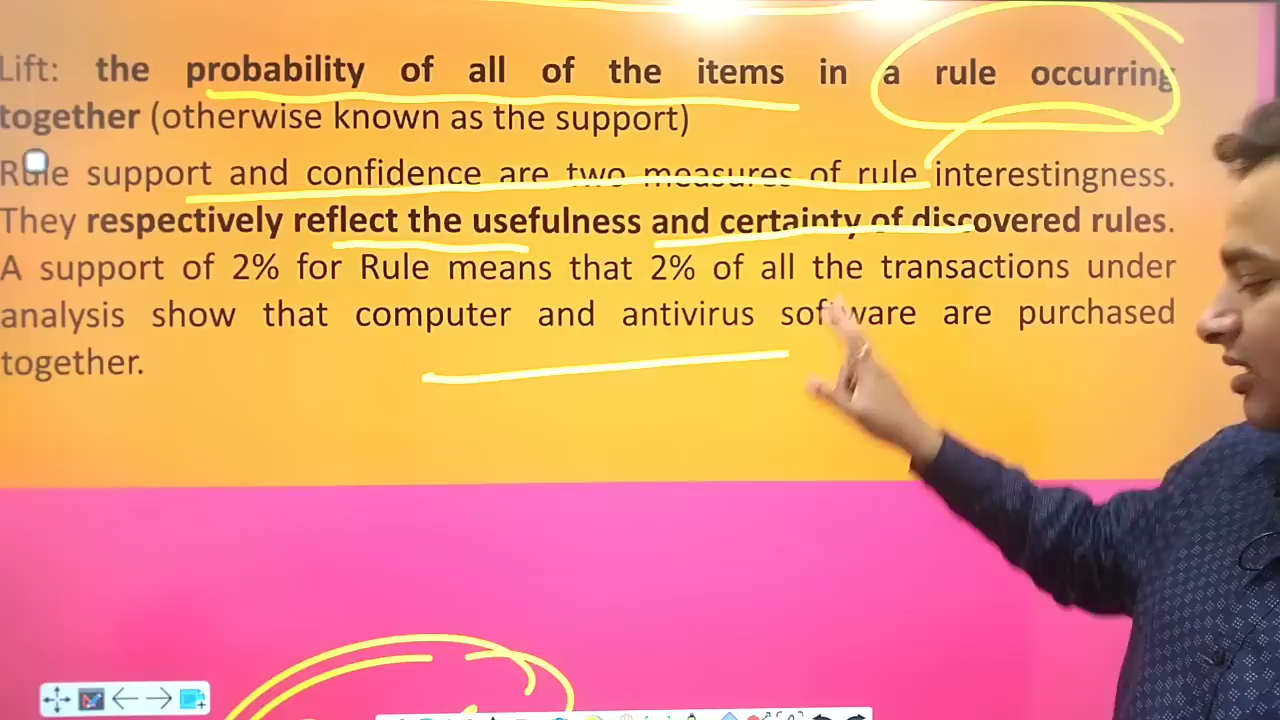 Lift: the probability of all of the items in a rule occurring
together (otherwise known as the support)
Rule support and confidence are two measures of rule interestingness.
They respectively reflect the usefulness and certainty of discovered rules.
A support of 2% for Rule means that 2% of all the transactions under
analysis show that computer and antivirus software are purchased
together.